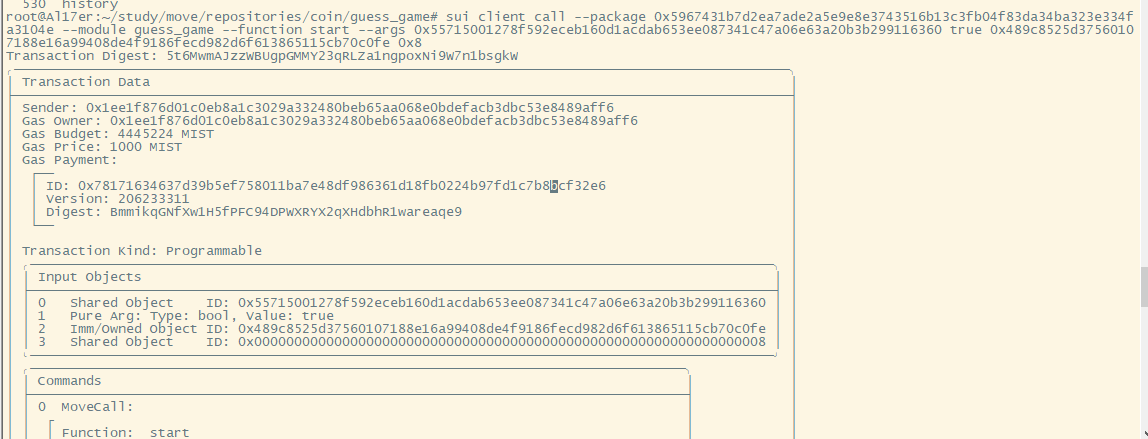 530  history
root@Al17er:~/study/move/repositories/coin/guess_game# sui client call --package 0x5967431b7d2ea7ade2a5e9e8e3743516b13c3fb04f83da34ba323e334f
a3104e --module guess_game --function start --args 0x55715001278f592eceb160d1acdab653ee087341c47a06e63a20b3b299116360 true 0x489c8525d3756010
7188e16a99408de4f9186fecd982d6f613865115cb70c0fe 0x8
Transaction Digest: 5t6MwmAJzzWBUgpGMMY23qRLZa1ngpoxNi9W7n1bsgkW
Transaction Data
Sender: 0x1ee1f876d01c0eb8a1c3029a332480beb65aa068e0bdefacb3dbc53e8489aff6
Gas Owner: 0x1ee1f876d01c0eb8a1c3029a332480beb65aa068e0bdefacb3dbc53e8489aff6
Gas Budget: 4445224 MIST
Gas Price: 1000 MIST
Gas Payment:
ID: 0x78171634637d39b5ef758011ba7e48df986361d18fb0224b97fd1c7b8bcf32e6
Version: 206233311
Digest: BmmikqGNfXw1H5fPFC94DPWXRYX2qXHdbhR1wareaqe9
Transaction Kind: Programmable
Input Objects
0   Shared Object    ID: 0x55715001278f592eceb160d1acdab653ee087341c47a06e63a20b3b299116360
1   Pure Arg: Type: bool, Value: true
2   Imm/Owned Object ID: 0x489c8525d37560107188e16a99408de4f9186fecd982d6f613865115cb70c0fe
3   Shared Object    ID: 0x0000000000000000000000000000000000000000000000000000000000000008
Commands
0  MoveCall:
Function:  start